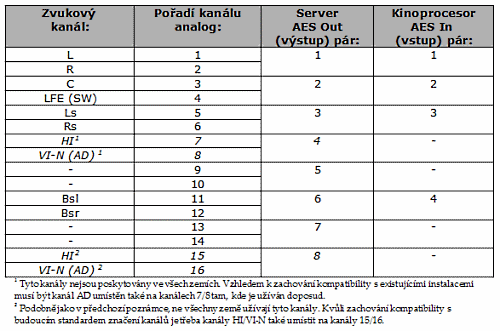 Zvukový kanál: Pořadí kanálu analog: Server AES Out (výstup) pár: Kinoprocesor AES In (vstup) pár:
L 1 1 1
R 2
C 3 2 2
LFE (SW) 4
Ls 5 3 3
Rs 6
HI¹ 7 4 -
VI-N (AD) ¹ 8
- 9 5 -
- 10
Bsl 11 6 4
Bsr 12
- 13 7 -
- 14
HI² 15 8 -
VI-N (AD) ² 16
¹ Tyto kanály nejsou poskytovány ve všech zemích. Vzhledem k zachování kompatibility s existujícími instalacemi
musí být kanál AD umístěn také na kanálech 7/8 tam, kde je užíván doposud.
² Podobně jako v předchozí poznámce, ne všechny země užívají tyto kanály. Kvůli zachování kompatibility s
budoucím standardem značení kanálů je třeba kanály HI/VI-N také umístit na kanály 15/16.